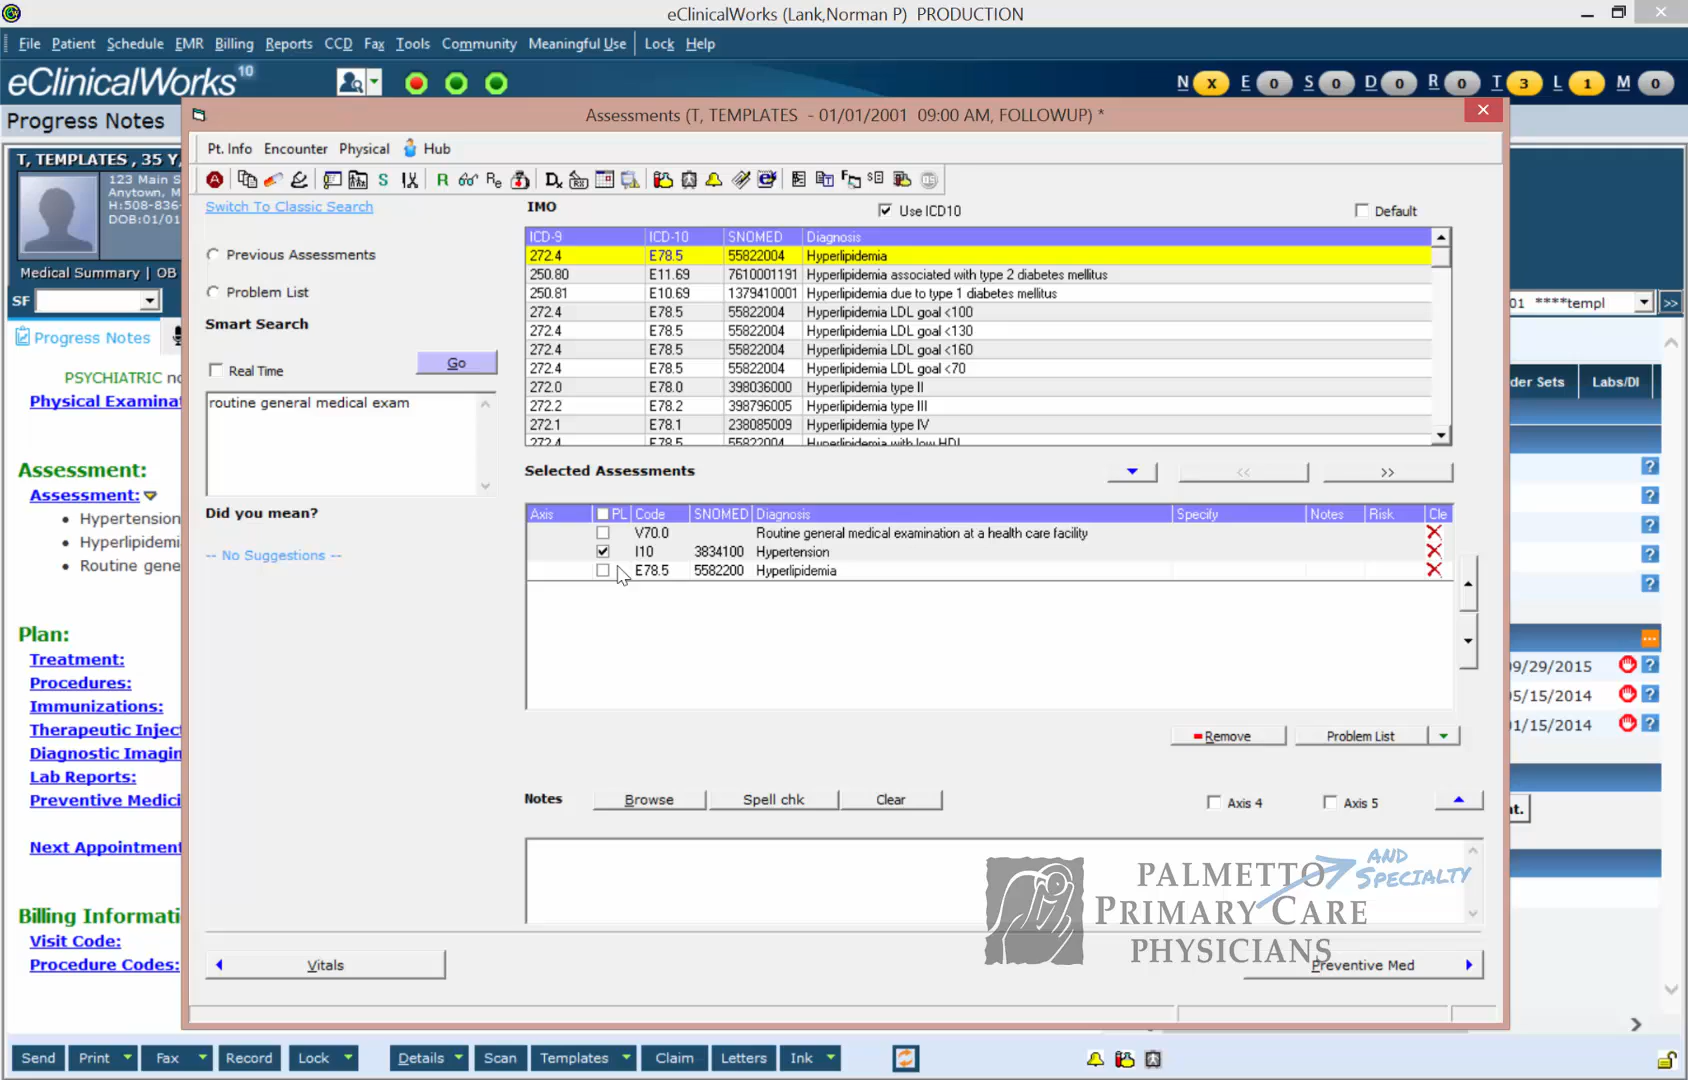 eClinicalWorks (Lank,Norman P) PRODUCTION
File Patient Schedule EMR Billing Reports CCD Fax Tools Community Meaningful Use Lock Help
eClinicalWorks 10
N X E 0 S 0 D 0 R 0 T 3 L 1 M 0
Progress Notes
Assessments (T, TEMPLATES - 01/01/2001 09:00 AM, FOLLOWUP) *
T, TEMPLATES , 35 Y,
123 Main S
Anytown, M
H:508-836-
DOB:01/01
Medical Summary | OB
SF
Progress Notes
PSYCHIATRIC
Physical Examina
Assessment:
Assessment:
Hypertension
Hyperlipidemi
Routine gene
Plan:
Treatment:
Procedures:
Immunizations:
Therapeutic Inject
Diagnostic Imagin
Lab Reports:
Preventive Medici
Next Appointment
Billing Informati
Visit Code:
Procedure Codes:
Pt. Info Encounter Physical Hub
Switch To Classic Search
Previous Assessments
Problem List
Smart Search
Real Time Go
routine general medical exam
Did you mean?
-- No Suggestions --
IMO Use ICD10 Default
ICD-9 ICD-10 SNOMED Diagnosis
272.4 E78.5 55822004 Hyperlipidemia
250.80 E11.69 7610001191 Hyperlipidemia associated with type 2 diabetes mellitus
250.81 E10.69 1379410001 Hyperlipidemia due to type 1 diabetes mellitus
272.4 E78.5 55822004 Hyperlipidemia LDL goal <100
272.4 E78.5 55822004 Hyperlipidemia LDL goal <130
272.4 E78.5 55822004 Hyperlipidemia LDL goal <160
272.4 E78.5 55822004 Hyperlipidemia LDL goal <70
272.0 E78.0 398036000 Hyperlipidemia type II
272.2 E78.2 398796005 Hyperlipidemia type III
272.1 E78.1 238085009 Hyperlipidemia type IV
272.4 E78.5 55822004 Hyperlipidemia with low HDL
Selected Assessments << >>
Axis PL Code SNOMED Diagnosis Specify Notes Risk Cle
V70.0 Routine general medical examination at a health care facility
I10 3834100 Hypertension
E78.5 5582200 Hyperlipidemia
Remove Problem List
Notes Browse Spell chk Clear Axis 4 Axis 5
Vitals Preventive Med
PALMETTO AND SPECIALTY
PRIMARY CARE
PHYSICIANS
01 ****templ >>
der Sets Labs/DI
09/29/2015
05/15/2014
01/15/2014
nt.
Send Print Fax Record Lock Details Scan Templates Claim Letters Ink